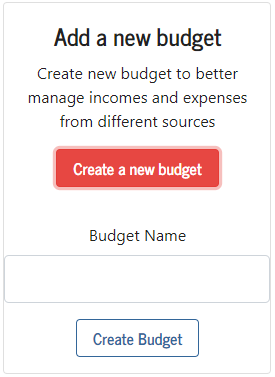 Add a new budget
Create new budget to better
manage incomes and expenses
from different sources
Create a new budget
Budget Name
Create Budget